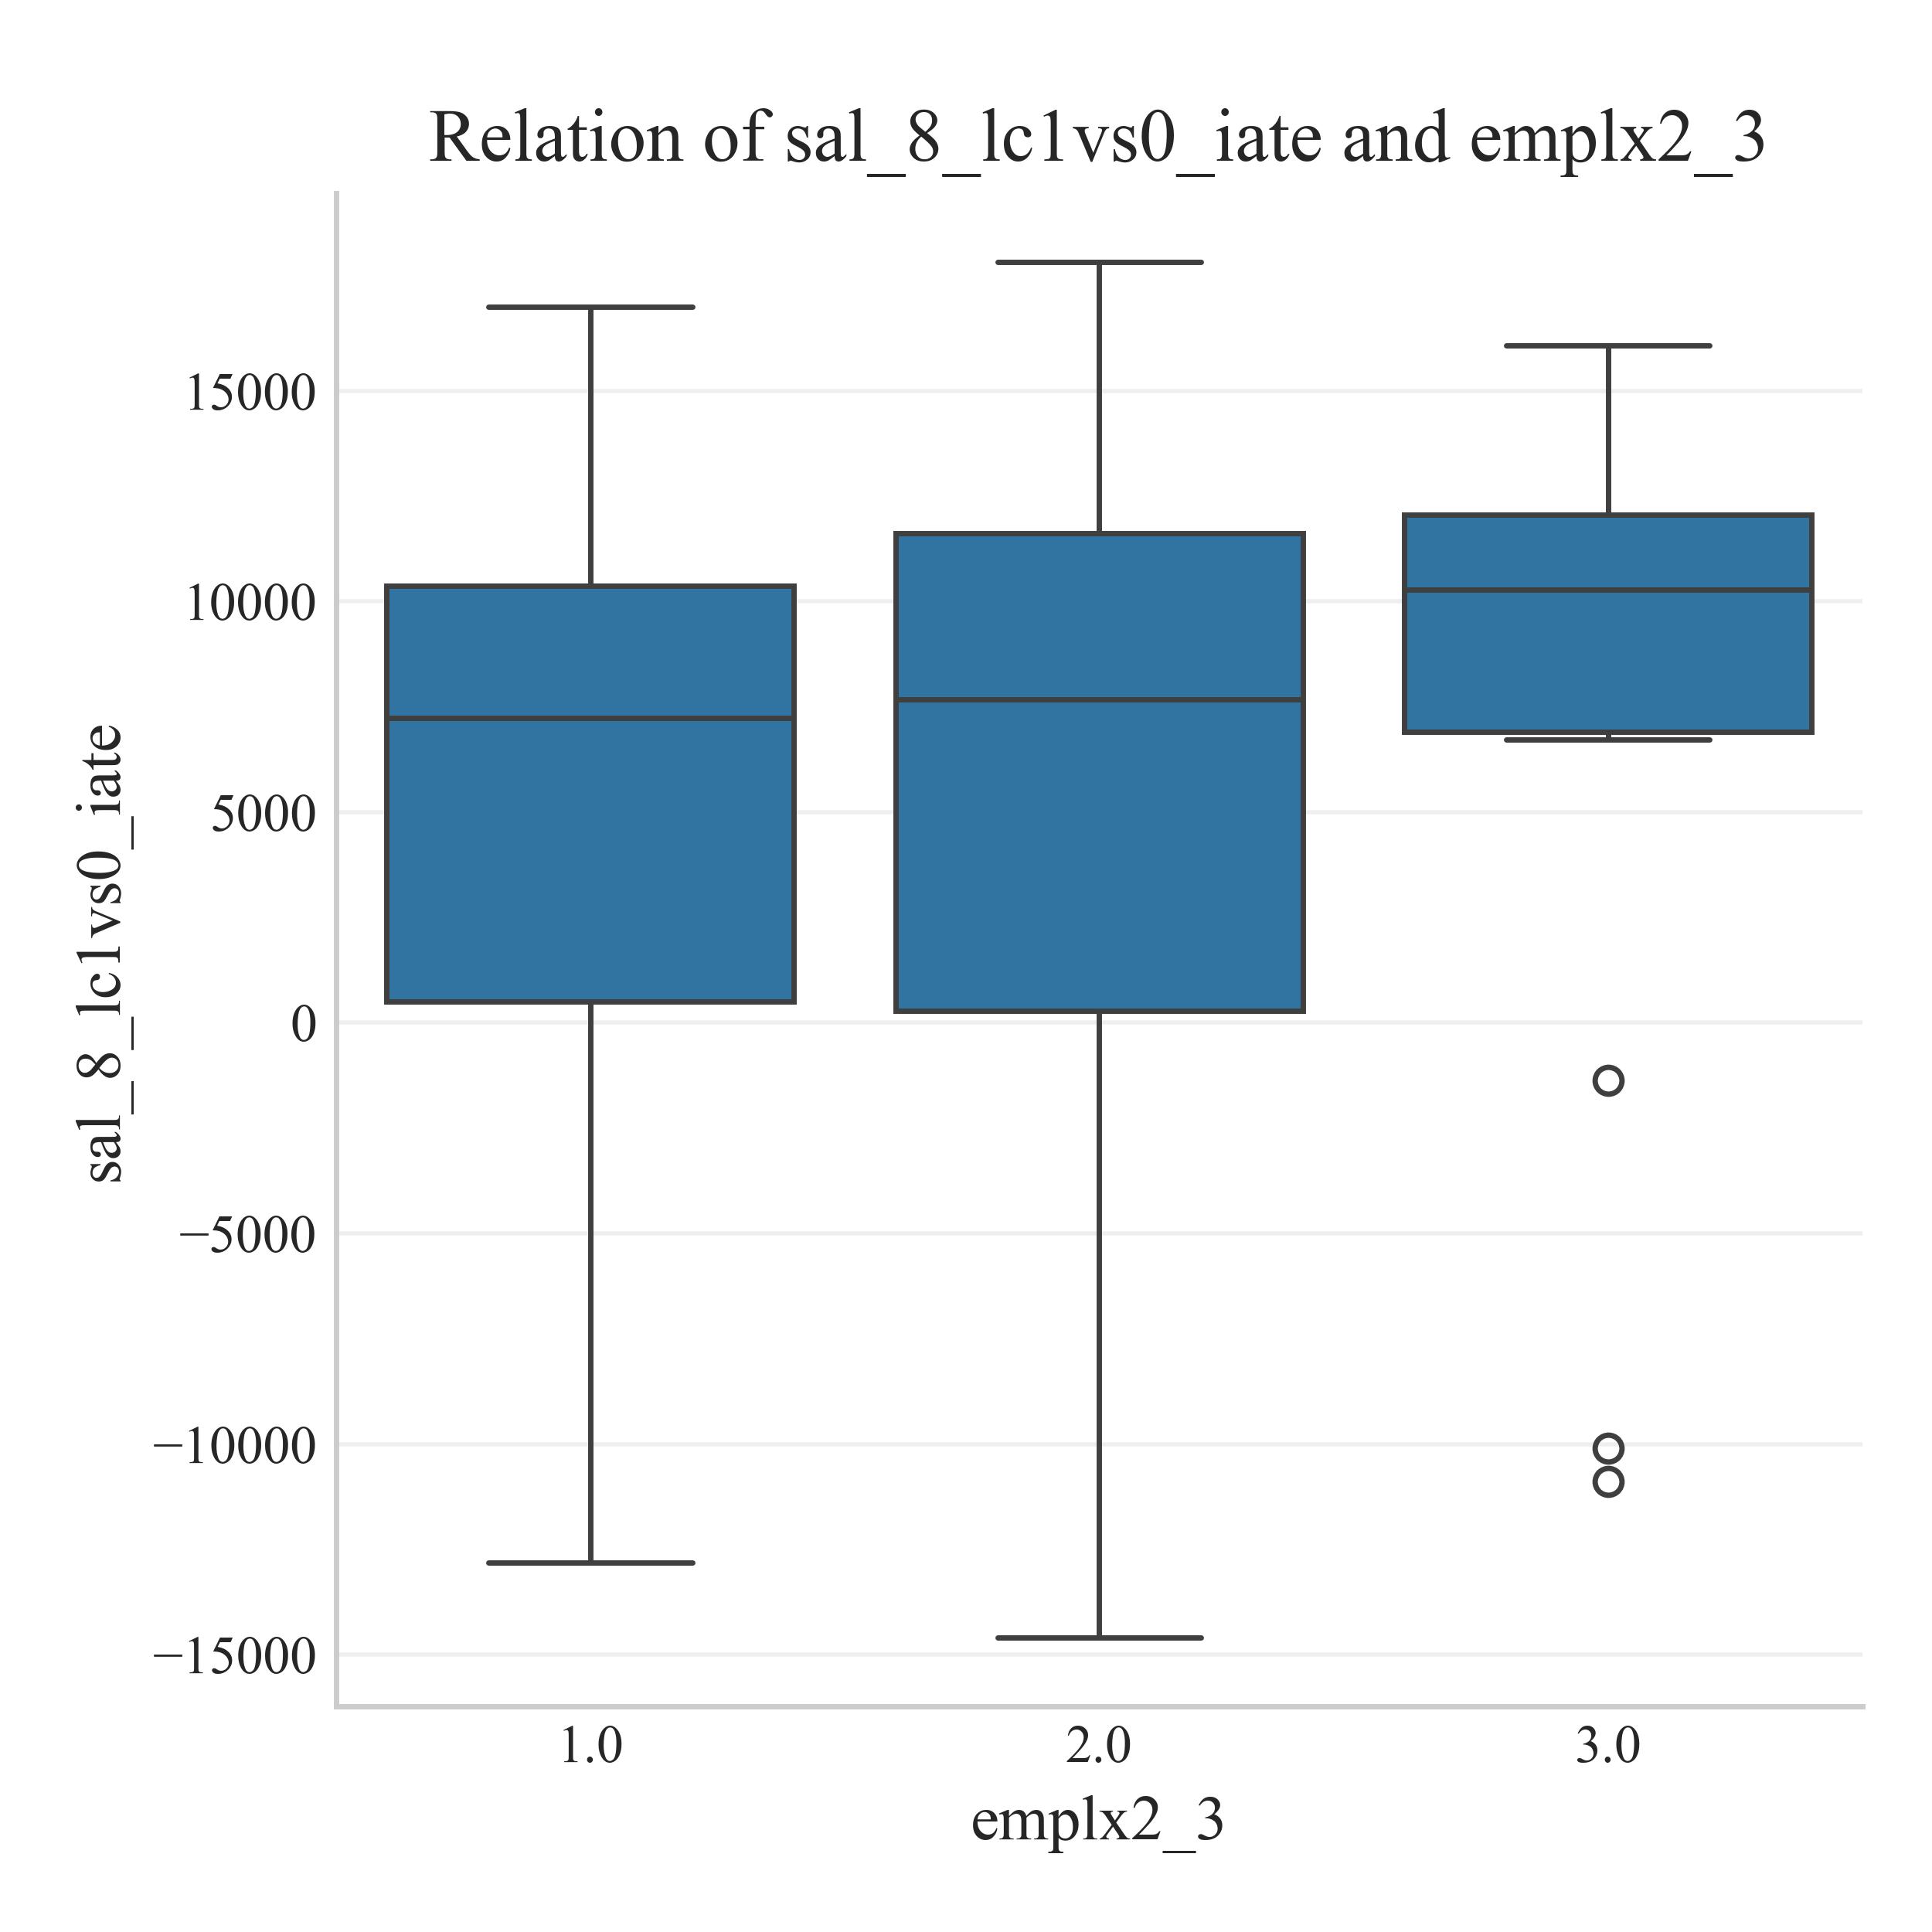 Relation of sal_8_lc1vs0_iate and emplx2_3
sal_8_lc1vs0_iate
15000
10000
5000
0
−5000
−10000
−15000
1.0 2.0 3.0
emplx2_3